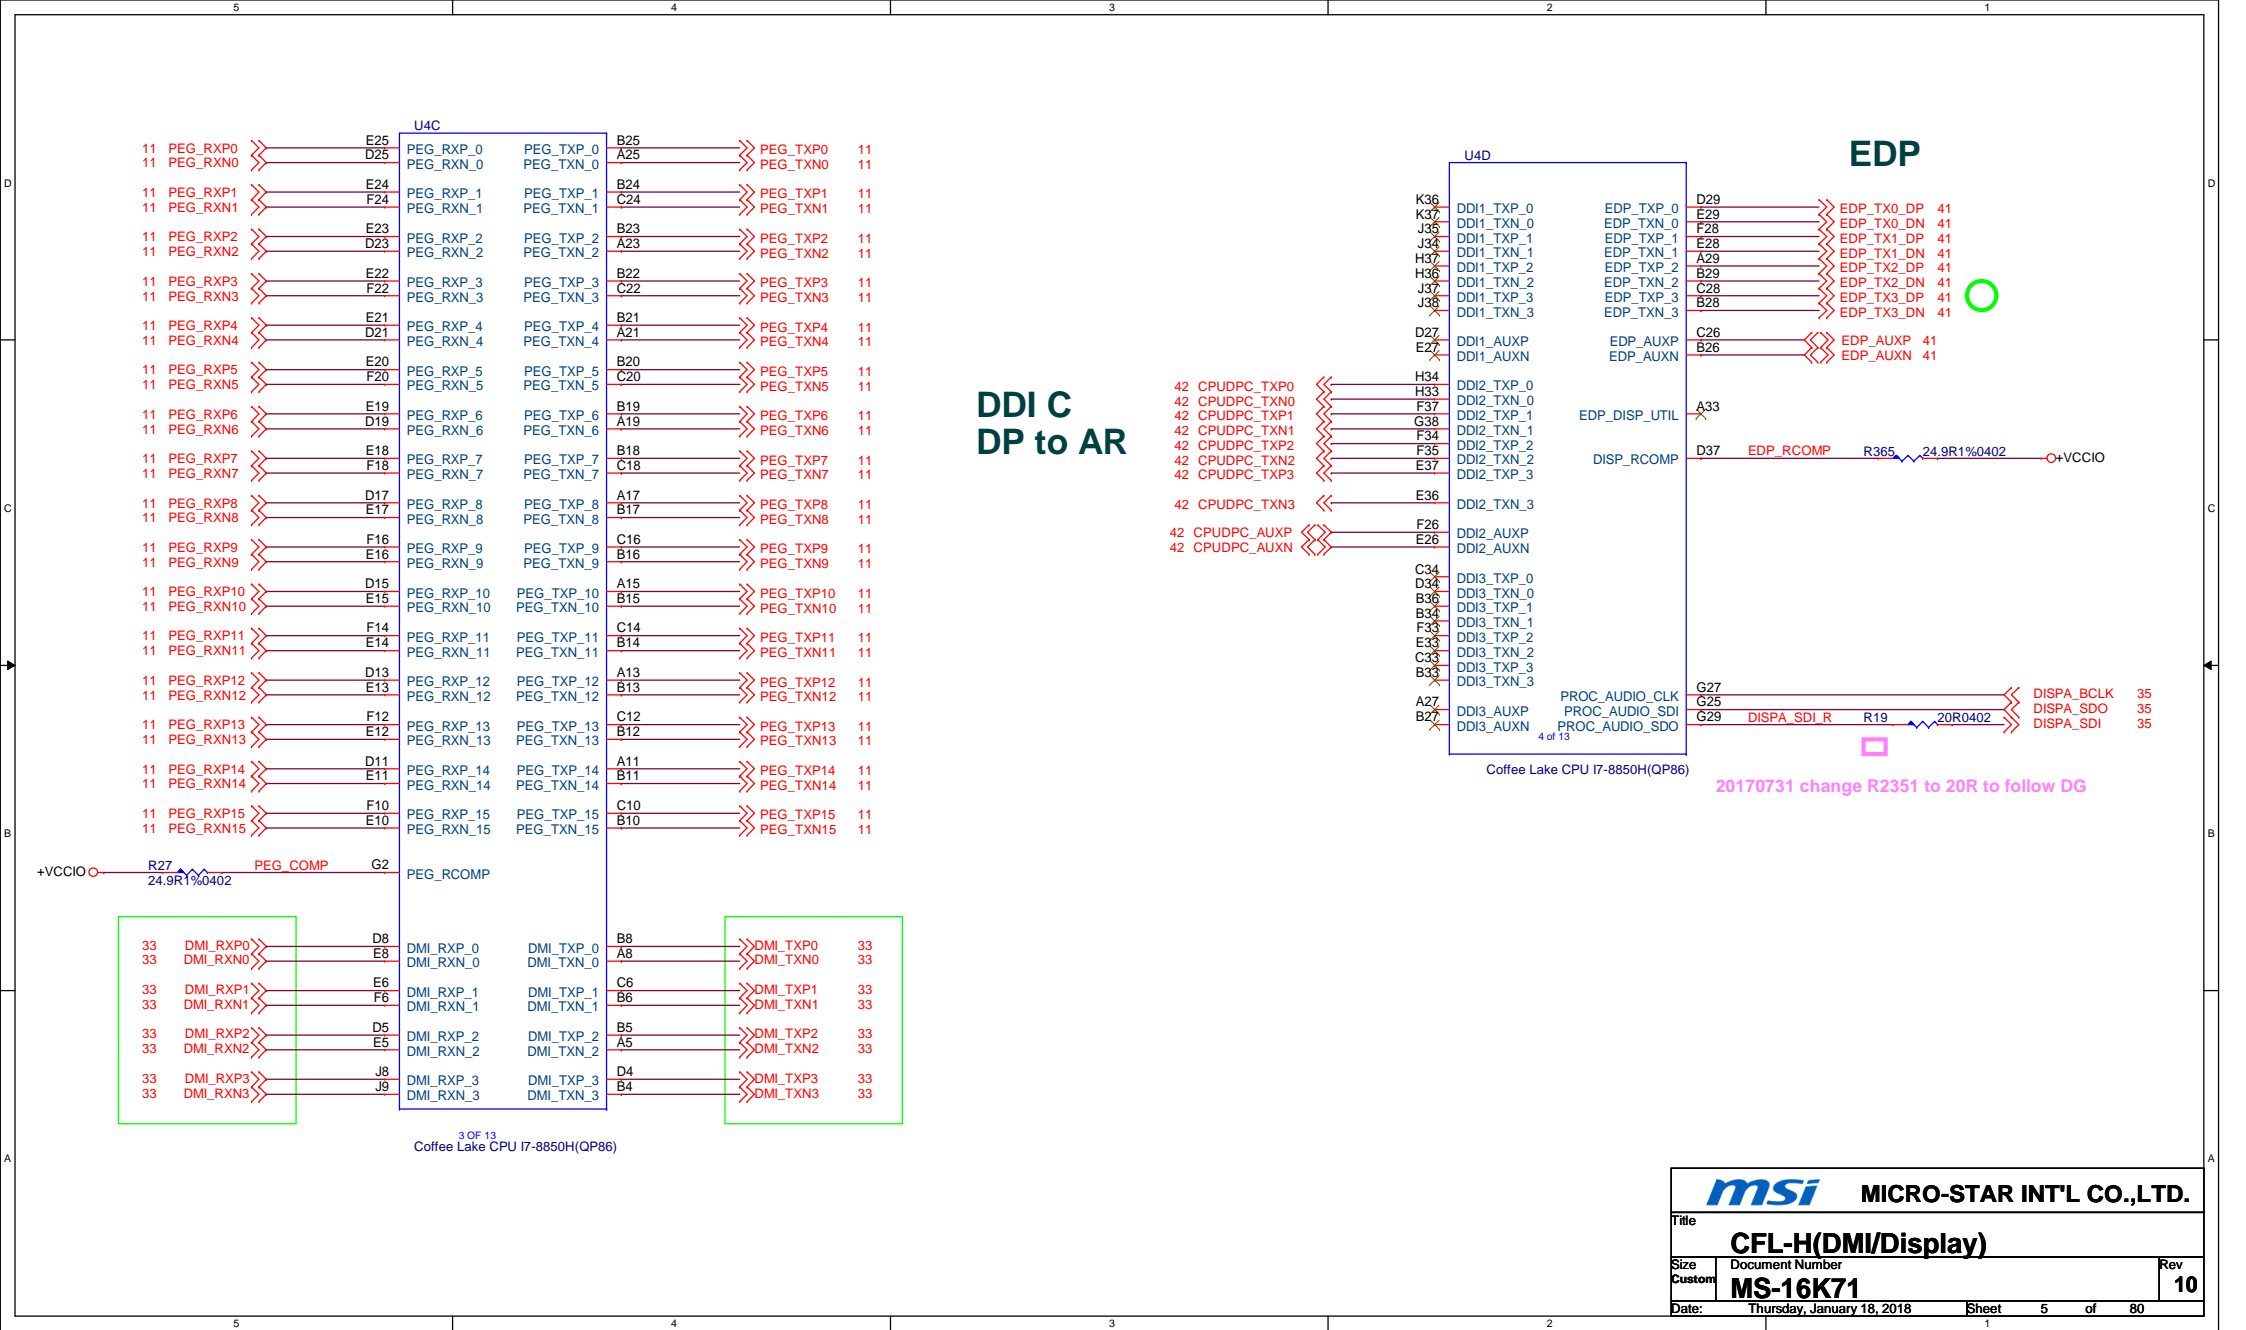 5 4 3 2 1
D D
C C
B B
A A
U4C
11 PEG_RXP0 E25 PEG_RXP_0 PEG_TXP_0 B25 PEG_TXP0 11
11 PEG_RXN0 D25 PEG_RXN_0 PEG_TXN_0 A25 PEG_TXN0 11
11 PEG_RXP1 E24 PEG_RXP_1 PEG_TXP_1 B24 PEG_TXP1 11
11 PEG_RXN1 F24 PEG_RXN_1 PEG_TXN_1 C24 PEG_TXN1 11
11 PEG_RXP2 E23 PEG_RXP_2 PEG_TXP_2 B23 PEG_TXP2 11
11 PEG_RXN2 D23 PEG_RXN_2 PEG_TXN_2 A23 PEG_TXN2 11
11 PEG_RXP3 E22 PEG_RXP_3 PEG_TXP_3 B22 PEG_TXP3 11
11 PEG_RXN3 F22 PEG_RXN_3 PEG_TXN_3 C22 PEG_TXN3 11
11 PEG_RXP4 E21 PEG_RXP_4 PEG_TXP_4 B21 PEG_TXP4 11
11 PEG_RXN4 D21 PEG_RXN_4 PEG_TXN_4 A21 PEG_TXN4 11
11 PEG_RXP5 E20 PEG_RXP_5 PEG_TXP_5 B20 PEG_TXP5 11
11 PEG_RXN5 F20 PEG_RXN_5 PEG_TXN_5 C20 PEG_TXN5 11
11 PEG_RXP6 E19 PEG_RXP_6 PEG_TXP_6 B19 PEG_TXP6 11
11 PEG_RXN6 D19 PEG_RXN_6 PEG_TXN_6 A19 PEG_TXN6 11
11 PEG_RXP7 E18 PEG_RXP_7 PEG_TXP_7 B18 PEG_TXP7 11
11 PEG_RXN7 F18 PEG_RXN_7 PEG_TXN_7 C18 PEG_TXN7 11
11 PEG_RXP8 D17 PEG_RXP_8 PEG_TXP_8 A17 PEG_TXP8 11
11 PEG_RXN8 E17 PEG_RXN_8 PEG_TXN_8 B17 PEG_TXN8 11
11 PEG_RXP9 F16 PEG_RXP_9 PEG_TXP_9 C16 PEG_TXP9 11
11 PEG_RXN9 E16 PEG_RXN_9 PEG_TXN_9 B16 PEG_TXN9 11
11 PEG_RXP10 D15 PEG_RXP_10 PEG_TXP_10 A15 PEG_TXP10 11
11 PEG_RXN10 E15 PEG_RXN_10 PEG_TXN_10 B15 PEG_TXN10 11
11 PEG_RXP11 F14 PEG_RXP_11 PEG_TXP_11 C14 PEG_TXP11 11
11 PEG_RXN11 E14 PEG_RXN_11 PEG_TXN_11 B14 PEG_TXN11 11
11 PEG_RXP12 D13 PEG_RXP_12 PEG_TXP_12 A13 PEG_TXP12 11
11 PEG_RXN12 E13 PEG_RXN_12 PEG_TXN_12 B13 PEG_TXN12 11
11 PEG_RXP13 F12 PEG_RXP_13 PEG_TXP_13 C12 PEG_TXP13 11
11 PEG_RXN13 E12 PEG_RXN_13 PEG_TXN_13 B12 PEG_TXN13 11
11 PEG_RXP14 D11 PEG_RXP_14 PEG_TXP_14 A11 PEG_TXP14 11
11 PEG_RXN14 E11 PEG_RXN_14 PEG_TXN_14 B11 PEG_TXN14 11
11 PEG_RXP15 F10 PEG_RXP_15 PEG_TXP_15 C10 PEG_TXP15 11
11 PEG_RXN15 E10 PEG_RXN_15 PEG_TXN_15 B10 PEG_TXN15 11
+VCCIO R27 PEG_COMP G2 PEG_RCOMP
24.9R1%0402
33 DMI_RXP0 D8 DMI_RXP_0 DMI_TXP_0 B8 DMI_TXP0 33
33 DMI_RXN0 E8 DMI_RXN_0 DMI_TXN_0 A8 DMI_TXN0 33
33 DMI_RXP1 E6 DMI_RXP_1 DMI_TXP_1 C6 DMI_TXP1 33
33 DMI_RXN1 F6 DMI_RXN_1 DMI_TXN_1 B6 DMI_TXN1 33
33 DMI_RXP2 D5 DMI_RXP_2 DMI_TXP_2 B5 DMI_TXP2 33
33 DMI_RXN2 E5 DMI_RXN_2 DMI_TXN_2 A5 DMI_TXN2 33
33 DMI_RXP3 J8 DMI_RXP_3 DMI_TXP_3 D4 DMI_TXP3 33
33 DMI_RXN3 J9 DMI_RXN_3 DMI_TXN_3 B4 DMI_TXN3 33
3 OF 13
Coffee Lake CPU I7-8850H(QP86)
DDI C
DP to AR
EDP
U4D
K36 DDI1_TXP_0 EDP_TXP_0 D29 EDP_TX0_DP 41
K37 DDI1_TXN_0 EDP_TXN_0 E29 EDP_TX0_DN 41
J35 DDI1_TXP_1 EDP_TXP_1 F28 EDP_TX1_DP 41
J34 DDI1_TXN_1 EDP_TXN_1 E28 EDP_TX1_DN 41
H37 DDI1_TXP_2 EDP_TXP_2 A29 EDP_TX2_DP 41
H36 DDI1_TXN_2 EDP_TXN_2 B29 EDP_TX2_DN 41
J37 DDI1_TXP_3 EDP_TXP_3 C28 EDP_TX3_DP 41
J38 DDI1_TXN_3 EDP_TXN_3 B28 EDP_TX3_DN 41
D27 DDI1_AUXP EDP_AUXP C26 EDP_AUXP 41
E27 DDI1_AUXN EDP_AUXN B26 EDP_AUXN 41
42 CPUDPC_TXP0 H34 DDI2_TXP_0
42 CPUDPC_TXN0 H33 DDI2_TXN_0
42 CPUDPC_TXP1 F37 DDI2_TXP_1 EDP_DISP_UTIL A33
42 CPUDPC_TXN1 G38 DDI2_TXN_1
42 CPUDPC_TXP2 F34 DDI2_TXP_2
42 CPUDPC_TXN2 F35 DDI2_TXN_2 DISP_RCOMP D37 EDP_RCOMP R365 24.9R1%0402 +VCCIO
42 CPUDPC_TXP3 E37 DDI2_TXP_3
42 CPUDPC_TXN3 E36 DDI2_TXN_3
42 CPUDPC_AUXP F26 DDI2_AUXP
42 CPUDPC_AUXN E26 DDI2_AUXN
C34 DDI3_TXP_0
D34 DDI3_TXN_0
B36 DDI3_TXP_1
B34 DDI3_TXN_1
F33 DDI3_TXP_2
E33 DDI3_TXN_2
C33 DDI3_TXP_3
B33 DDI3_TXN_3
PROC_AUDIO_CLK G27 DISPA_BCLK 35
A27 DDI3_AUXP PROC_AUDIO_SDI G25 DISPA_SDO 35
B27 DDI3_AUXN PROC_AUDIO_SDO G29 DISPA_SDI_R R19 20R0402 DISPA_SDI 35
4 of 13
Coffee Lake CPU I7-8850H(QP86)
20170731 change R2351 to 20R to follow DG
msi MICRO-STAR INT'L CO.,LTD.
Title
CFL-H(DMI/Display)
Size Document Number Rev
Custom MS-16K71 10
Date: Thursday, January 18, 2018 Sheet 5 of 80
5 4 3 2 1